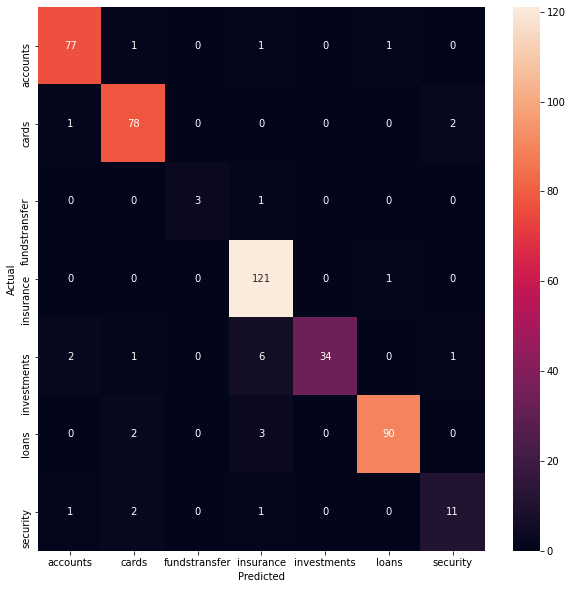 accounts 77 1 0 1 0 1 0
cards 1 78 0 0 0 0 2
fundstransfer 0 0 3 1 0 0 0
insurance 0 0 0 121 0 1 0
investments 2 1 0 6 34 0 1
loans 0 2 0 3 0 90 0
security 1 2 0 1 0 0 11
accounts cards fundstransfer insurance investments loans security
Predicted
Actual
120
100
80
60
40
20
0